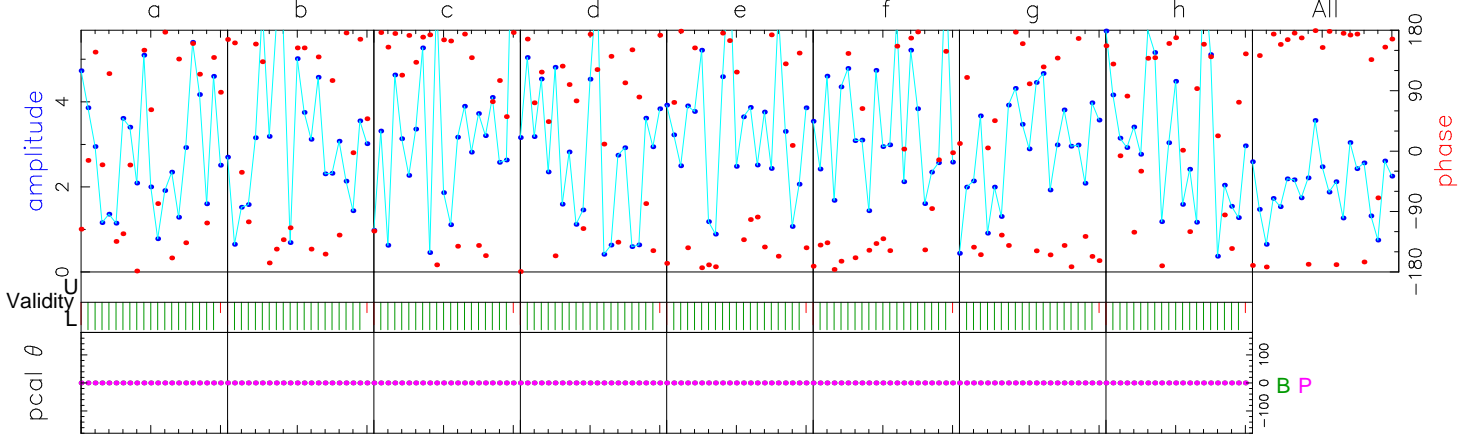 a b c d e f g h All
amplitude
0 2 4
180 90 0 -90 -180
phase
Validity
U
L
pcal θ
100 0 -100
B P